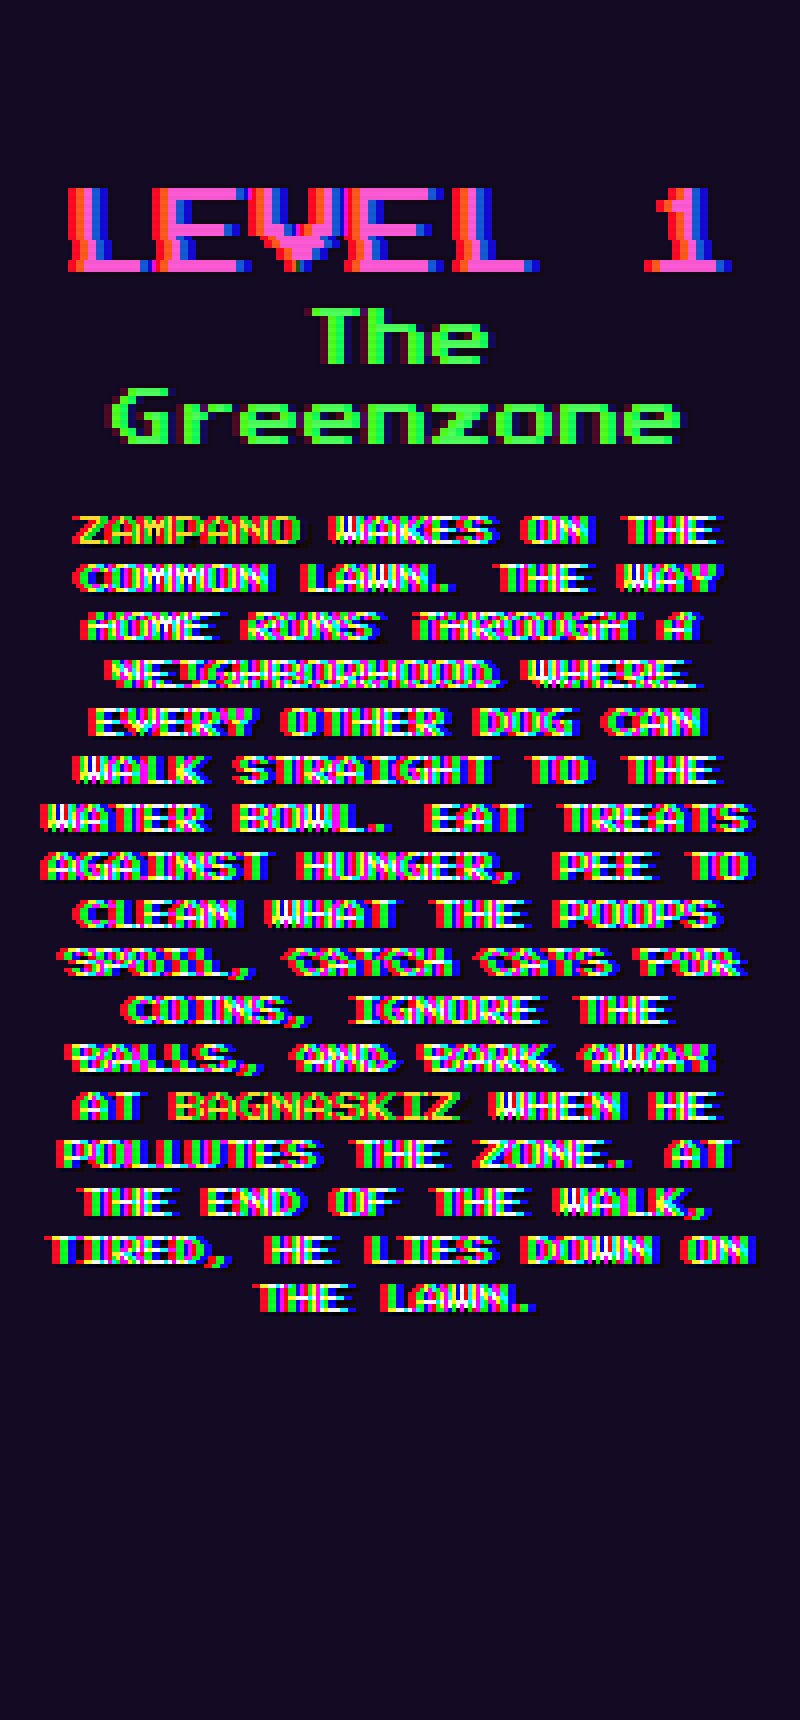 LEVEL 1
The
Greenzone
ZAMPANO WAKES ON THE
COMMON LAWN. THE WAY
HOME RUNS THROUGH A
NEIGHBORHOOD WHERE
EVERY OTHER DOG CAN
WALK STRAIGHT TO THE
WATER BOWL. EAT TREATS
AGAINST HUNGER, PEE TO
CLEAN WHAT THE POOPS
SPOIL, CATCH CATS FOR
COINS, IGNORE THE
BALLS, AND BARK AWAY
AT BAGNASKIZ WHEN HE
POLLUTES THE ZONE. AT
THE END OF THE WALK,
TIRED, HE LIES DOWN ON
THE LAWN.